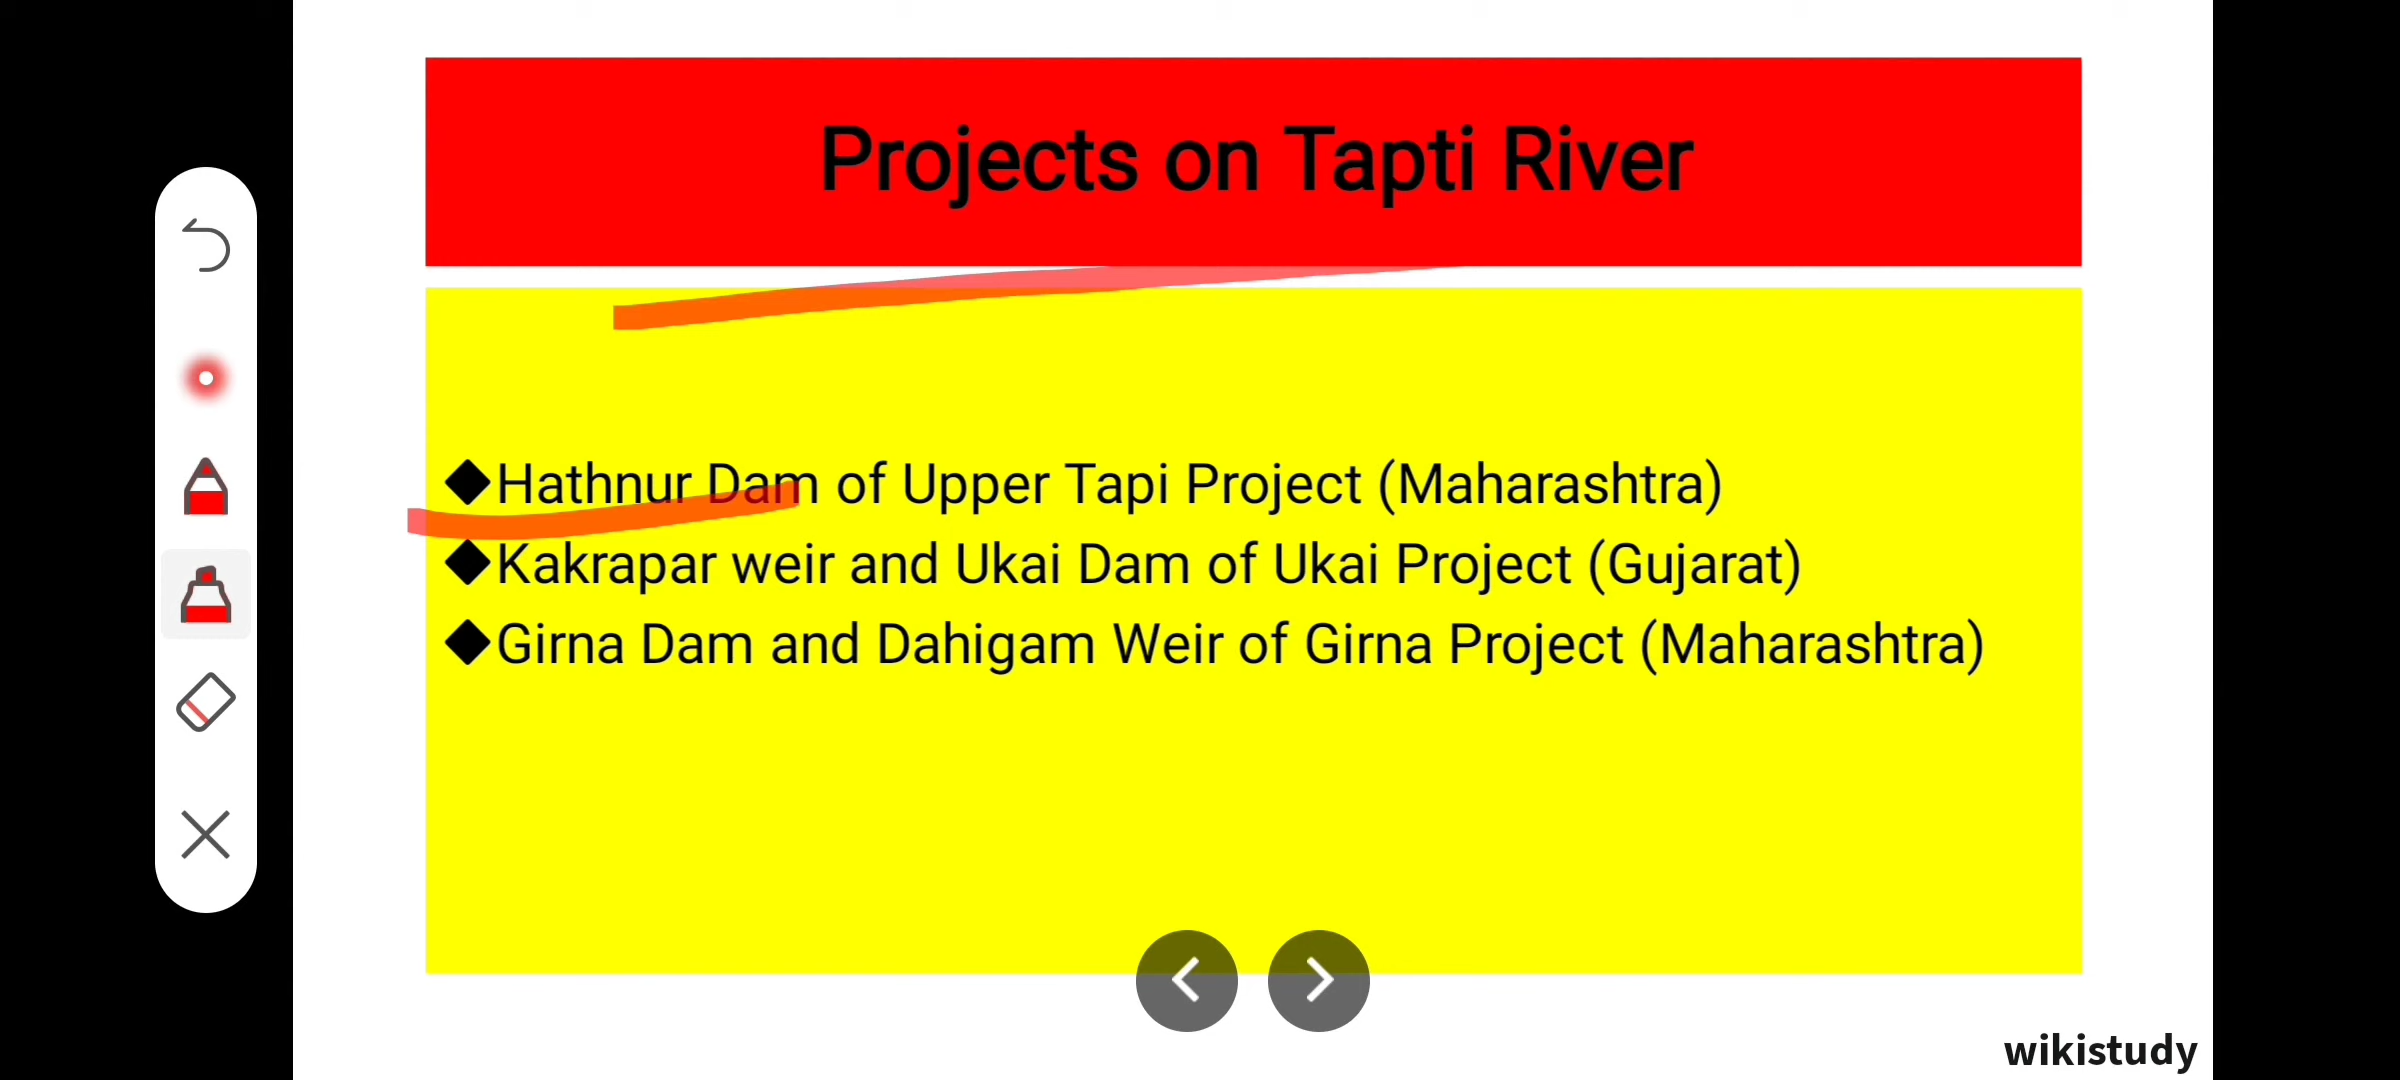 Projects on Tapti River
◆Hathnur Dam of Upper Tapi Project (Maharashtra)
◆Kakrapar weir and Ukai Dam of Ukai Project (Gujarat)
◆Girna Dam and Dahigam Weir of Girna Project (Maharashtra)
wikistudy